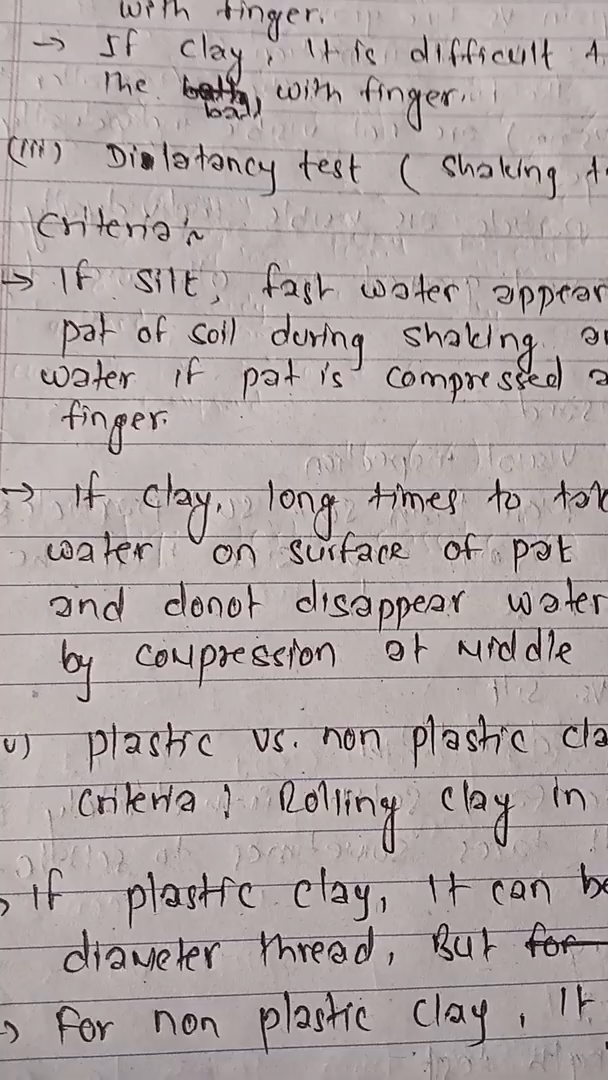 with finger.
→ If clay, It is difficult
The ball, with finger.
(iii) Dialatancy test ( shaking
criteria:~
→ If silt, fast water appear
pat of soil during shaking
water if pat is compressed
finger.
→ If clay, long times to
water on surface of pat
and donot disappear water
by compression at middle
v) plastic vs. non plastic
criteria : Rolling clay in
→ if plastic clay, it can be
diameter thread, But for
→ for non plastic clay, it